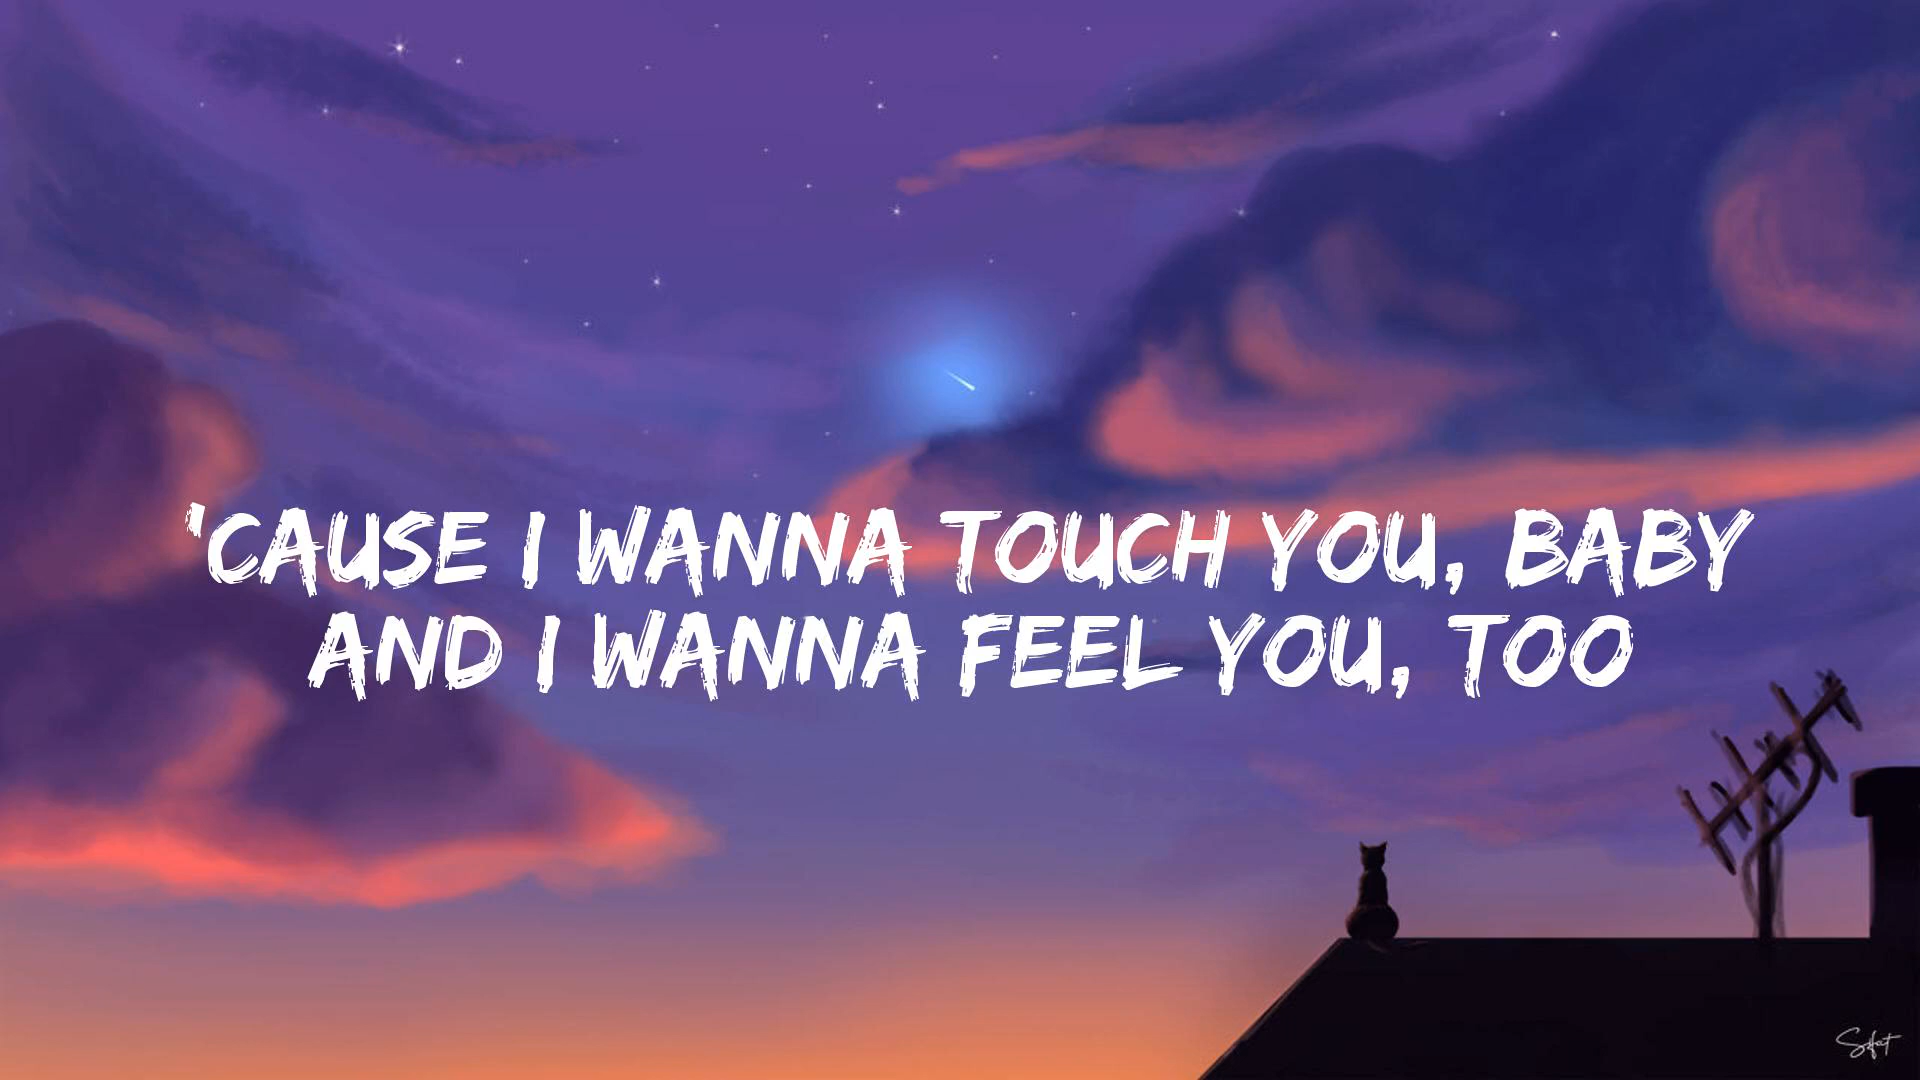 'CAUSE I WANNA TOUCH YOU, BABY
AND I WANNA FEEL YOU, TOO